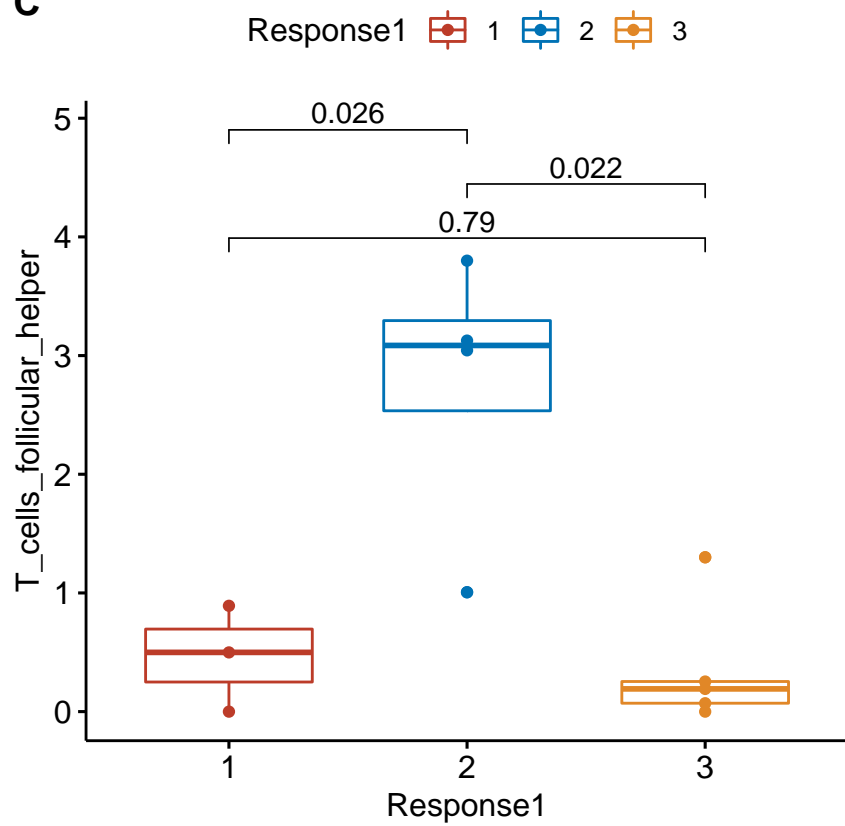 C
Response1 1 2 3
5
0.026
0.022
0.79
4
3
2
1
0
T_cells_follicular_helper
1 2 3
Response1